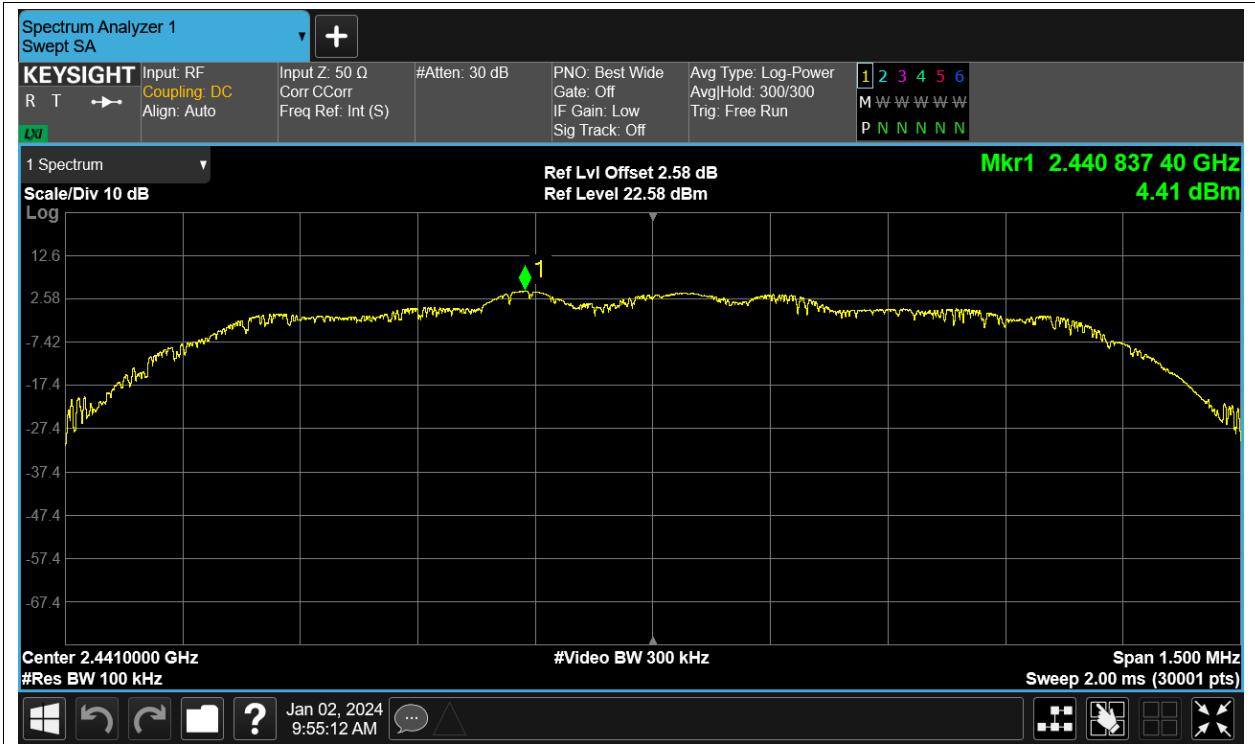 Spectrum Analyzer 1
Swept SA
KEYSIGHT
R T
LXI
Input: RF
Coupling: DC
Align: Auto
Input Z: 50 Ω
Corr CCorr
Freq Ref: Int (S)
#Atten: 30 dB
PNO: Best Wide
Gate: Off
IF Gain: Low
Sig Track: Off
Avg Type: Log-Power
Avg|Hold: 300/300
Trig: Free Run
1 2 3 4 5 6
M W W W W W
P N N N N N
1 Spectrum
Scale/Div 10 dB
Log
Ref Lvl Offset 2.58 dB
Ref Level 22.58 dBm
Mkr1 2.440 837 40 GHz
4.41 dBm
1
12.6
2.58
-7.42
-17.4
-27.4
-37.4
-47.4
-57.4
-67.4
Center 2.4410000 GHz
#Res BW 100 kHz
#Video BW 300 kHz
Span 1.500 MHz
Sweep 2.00 ms (30001 pts)
?
Jan 02, 2024
9:55:12 AM